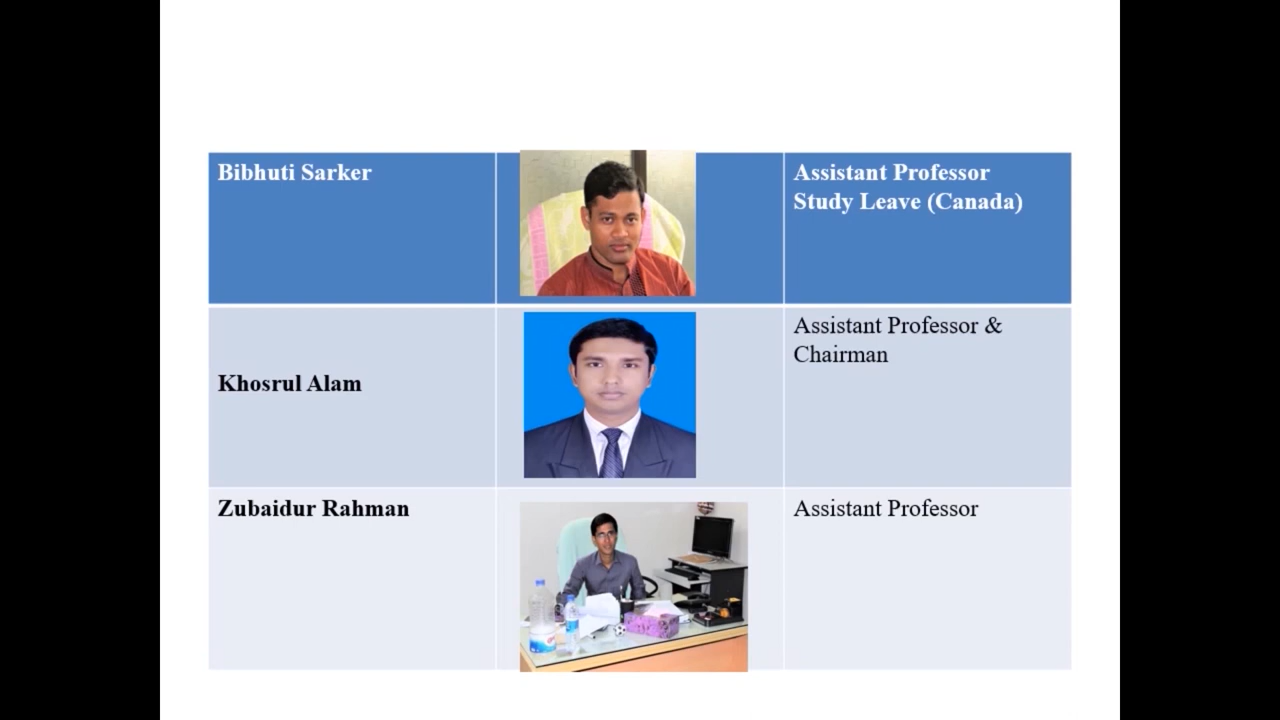 Bibhuti Sarker
Assistant Professor
Study Leave (Canada)
Khosrul Alam
Assistant Professor &
Chairman
Zubaidur Rahman
Assistant Professor